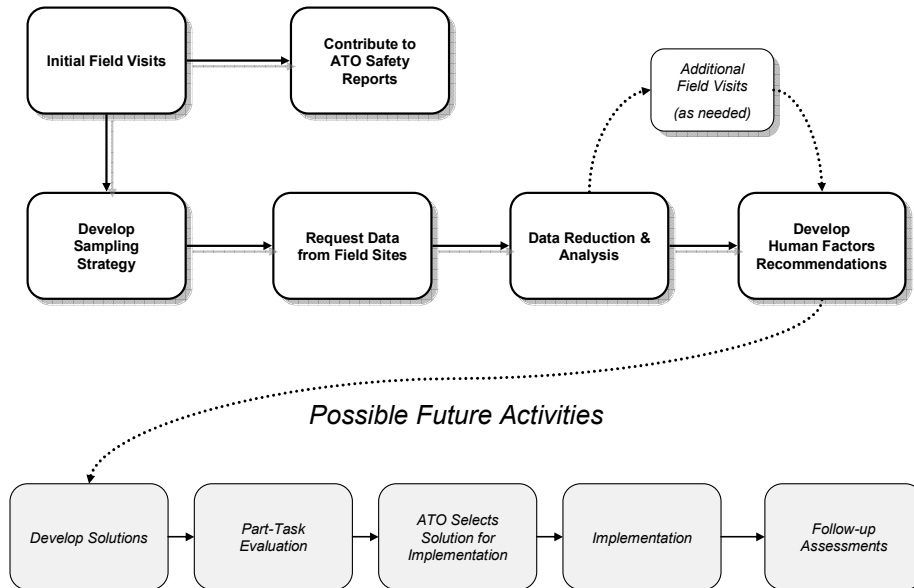 Initial Field Visits
Contribute to
ATO Safety
Reports
Additional
Field Visits
(as needed)
Develop
Sampling
Strategy
Request Data
from Field Sites
Data Reduction &
Analysis
Develop
Human Factors
Recommendations
Possible Future Activities
Develop Solutions
Part-Task
Evaluation
ATO Selects
Solution for
Implementation
Implementation
Follow-up
Assessments